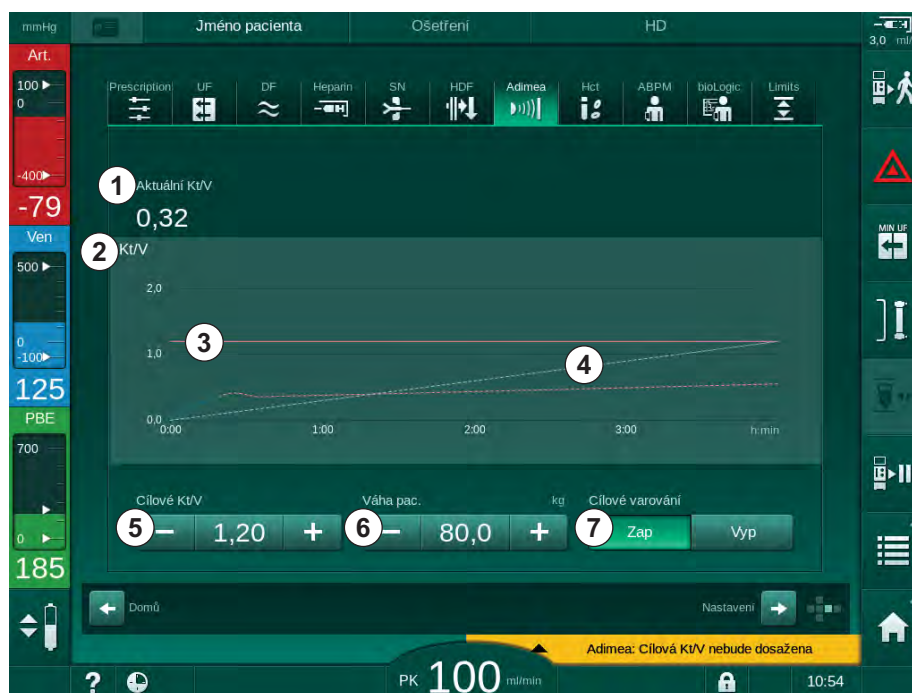 mmHg
Jméno pacienta
Ošetření
HD
3,0 ml/
Art.
100
0
-400
-79
Ven
500
0
-100
125
PBE
700
0
185
Prescription
UF
DF
Heparin
SN
HDF
Adimea
Hct
ABPM
bioLogic
Limits
1
Aktuální Kt/V
0,32
2
Kt/V
2,0
1,0
0,0
3
4
0:00
1:00
2:00
3:00
h:min
Cílové Kt/V
Váha pac.
kg
Cílové varování
5
− 1,20 +
6
− 80,0 +
7
Zap
Vyp
MIN UF
Domů
Nastavení
Adimea: Cílová Kt/V nebude dosažena
?
PK 100 ml/min
10:54